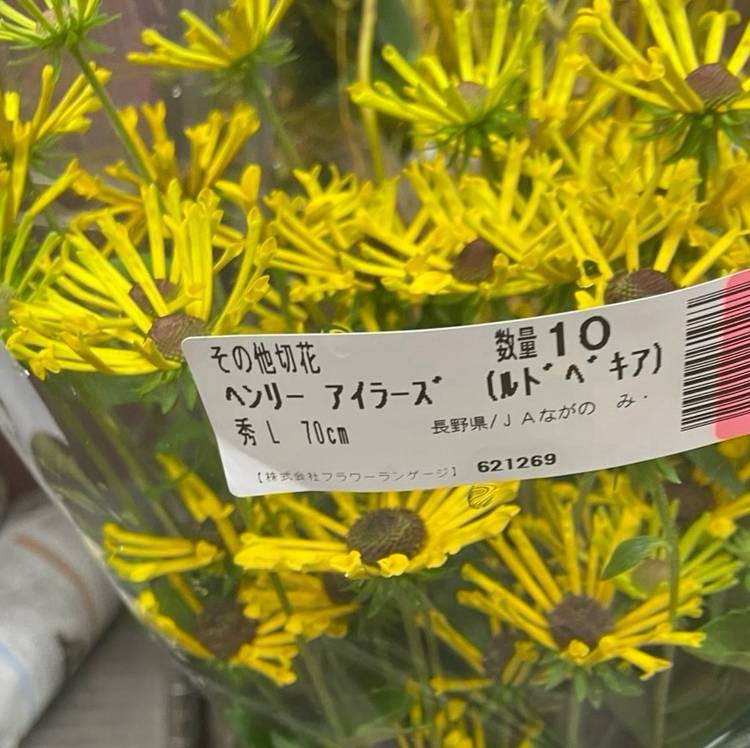 その他切花 数量 10
ヘンリー アイラーズ (ルドベキア)
秀L 70cm 長野県/JAながの み.
【株式会社フラワーランゲージ】 621269